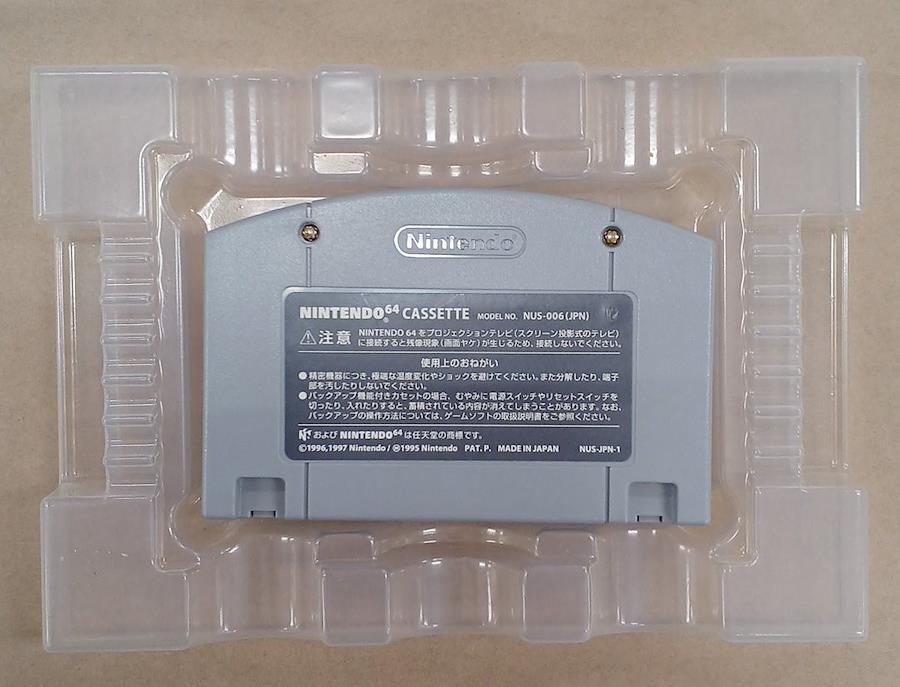 Nintendo
NINTENDO64 CASSETTE MODEL NO. NUS-006(JPN)
注意 NINTENDO 64 をプロジェクションテレビ(スクリーン投影式のテレビ)
に接続すると残像現象(画面ヤケ)が生じるため、接続しないでください。
使用上のおねがい
●精密機器につき、極端な温度変化やショックを避けてください。また分解したり、端子
部を汚したりしないでください。
●バックアップ機能付きカセットの場合、むやみに電源スイッチやリセットスイッチを
切ったり、入れたりすると、蓄積されている内容が消えてしまうことがあります。なお、
バックアップの操作方法については、ゲームソフトの取扱説明書をご参照ください。
および NINTENDO64 は任天堂の商標です。
©1996,1997 Nintendo/Ⓜ1995 Nintendo PAT. P. MADE IN JAPAN NUS-JPN-1